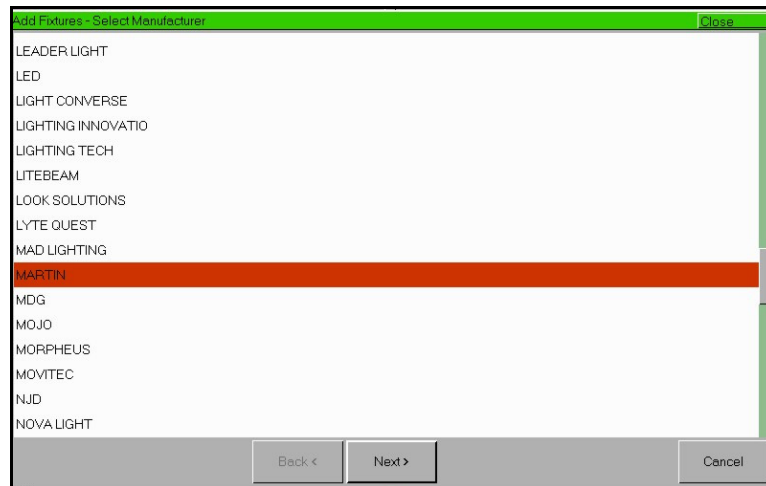 Add Fixtures - Select Manufacturer Close
LEADER LIGHT
LED
LIGHT CONVERSE
LIGHTING INNOVATIO
LIGHTING TECH
LITEBEAM
LOOK SOLUTIONS
LYTE QUEST
MAD LIGHTING
MARTIN
MDG
MOJO
MORPHEUS
MOVITEC
NJD
NOVA LIGHT
Back < Next > Cancel